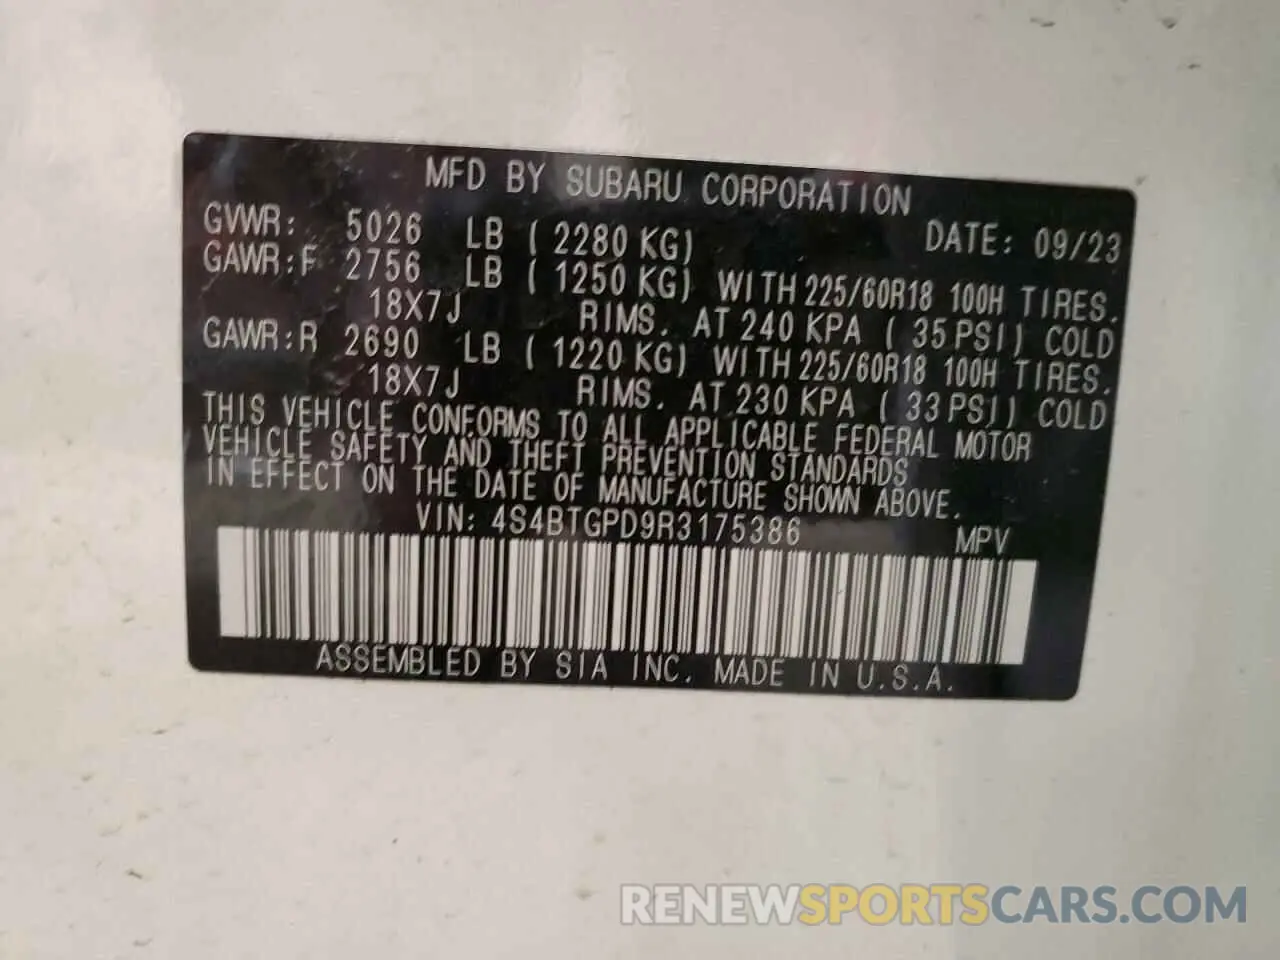 MFD BY SUBARU CORPORATION
GVWR: 5026 LB ( 2280 KG) DATE: 09/23
GAWR:F 2756 LB ( 1250 KG) WITH 225/60R18 100H TIRES.
18X7J RIMS. AT 240 KPA ( 35 PSI) COLD
GAWR:R 2690 LB ( 1220 KG) WITH 225/60R18 100H TIRES.
18X7J RIMS. AT 230 KPA ( 33 PSI) COLD
THIS VEHICLE CONFORMS TO ALL APPLICABLE FEDERAL MOTOR
VEHICLE SAFETY AND THEFT PREVENTION STANDARDS
IN EFFECT ON THE DATE OF MANUFACTURE SHOWN ABOVE.
VIN: 4S4BTGPD9R3175386 MPV
ASSEMBLED BY SIA INC. MADE IN U.S.A.
RENEWSPORTSCARS.COM